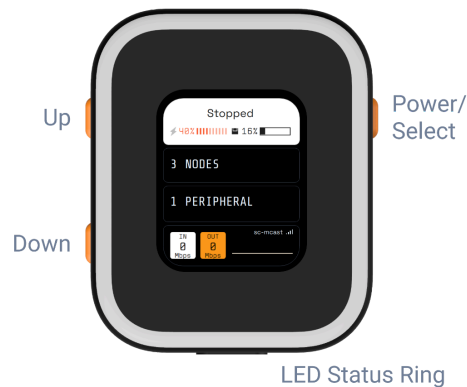 Up
Down
Power/
Select
Stopped
40% 16%
3 NODES
1 PERIPHERAL
IN OUT sc-mcast
0 0
Mbps Mbps
LED Status Ring